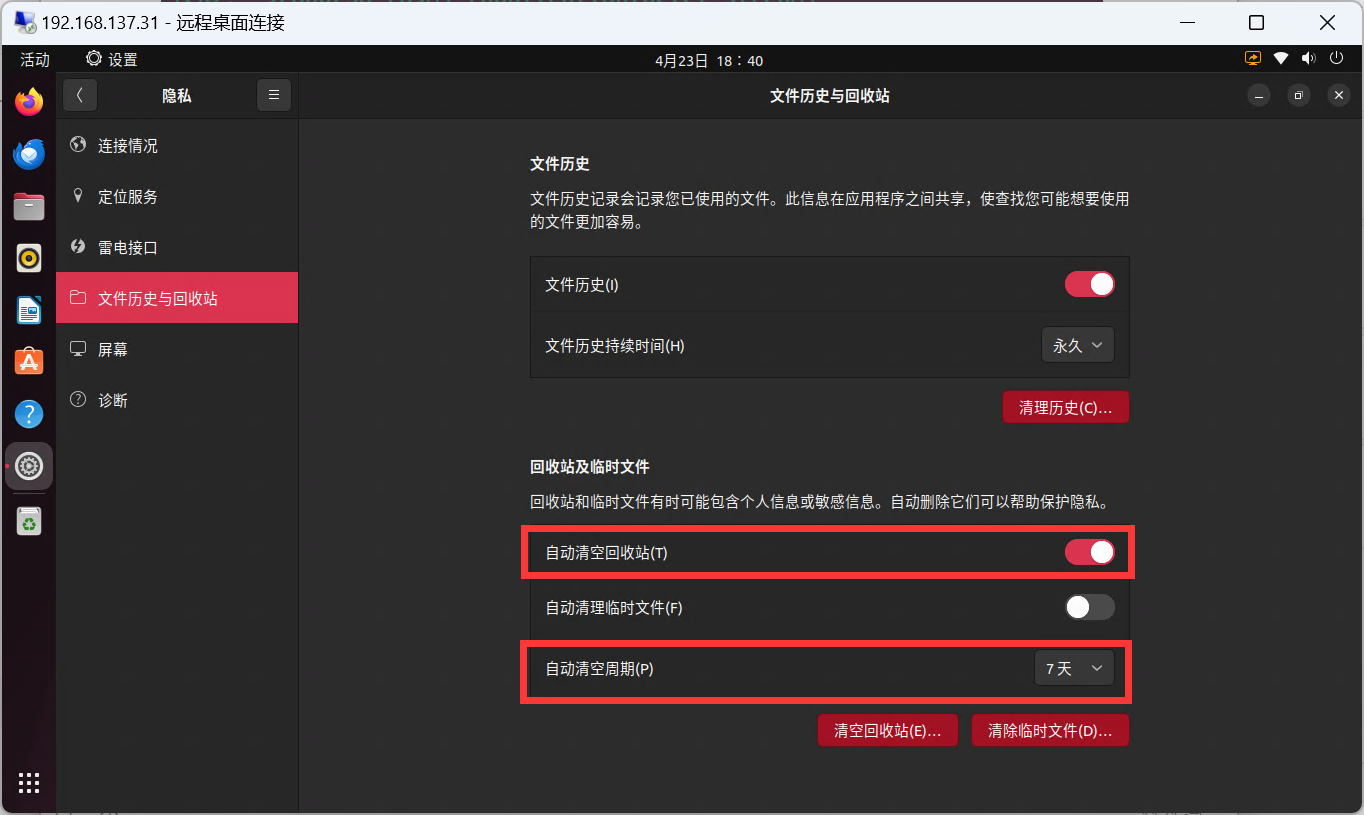 192.168.137.31 - 远程桌面连接
活动 设置 4月23日 18：40
隐私 文件历史与回收站
连接情况
定位服务
雷电接口
文件历史与回收站
屏幕
诊断
文件历史
文件历史记录会记录您已使用的文件。此信息在应用程序之间共享，使查找您可能想要使用
的文件更加容易。
文件历史(I)
文件历史持续时间(H) 永久
清理历史(C)...
回收站及临时文件
回收站和临时文件有时可能包含个人信息或敏感信息。自动删除它们可以帮助保护隐私。
自动清空回收站(T)
自动清理临时文件(F)
自动清空周期(P) 7 天
清空回收站(E)... 清除临时文件(D)...